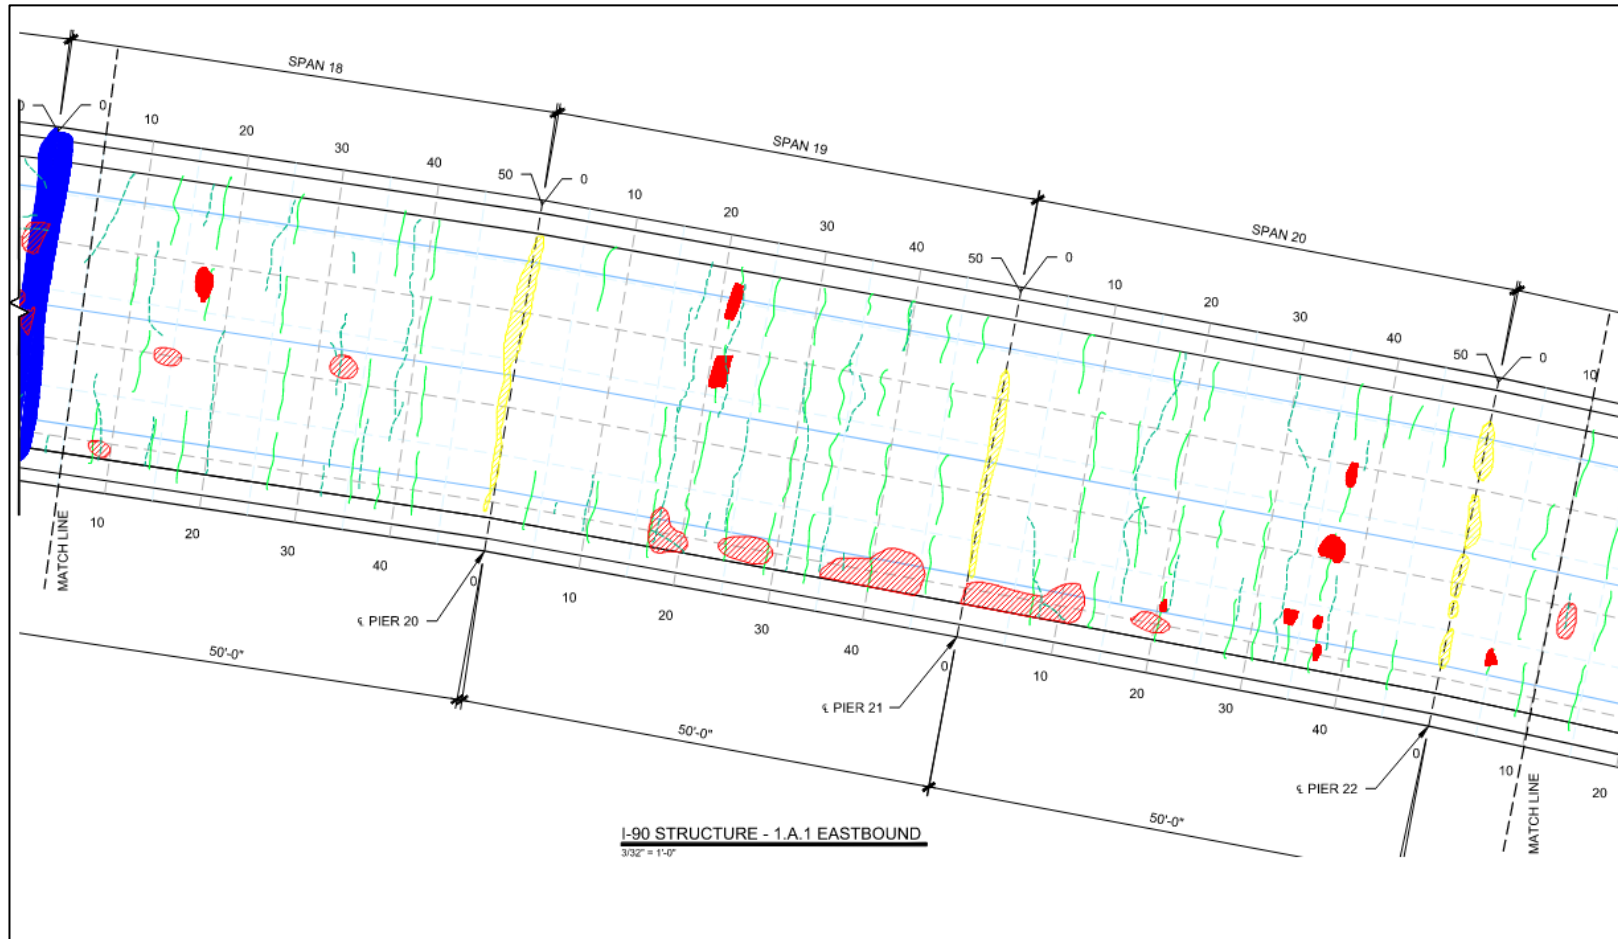 SPAN 18
SPAN 19
SPAN 20
0 0
10 20 30 40 50 0
10 20 30 40 50 0
10 20 30 40 50 0
10
10 20 30 40 0
10 20 30 40 0
10 20 30 40 0
10 20
MATCH LINE
℄ PIER 20
℄ PIER 21
℄ PIER 22
MATCH LINE
50'-0"
50'-0"
50'-0"
I-90 STRUCTURE - 1.A.1 EASTBOUND
3/32" = 1'-0"